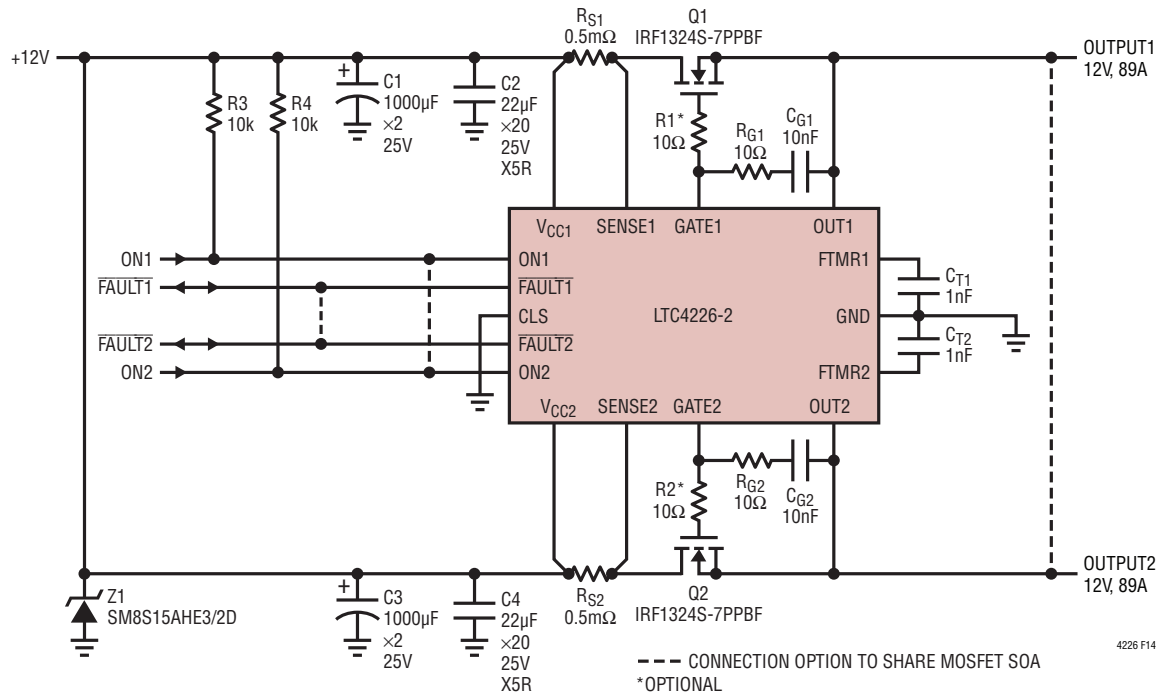 +12V
R3
10k
R4
10k
+
C1
1000µF
×2
25V
C2
22µF
×20
25V
X5R
RS1
0.5mΩ
Q1
IRF1324S-7PPBF
R1*
10Ω
RG1
10Ω
CG1
10nF
OUTPUT1
12V, 89A
VCC1
SENSE1
GATE1
OUT1
ON1
FAULT1
FAULT2
ON2
ON1
FAULT1
CLS
FAULT2
ON2
LTC4226-2
FTMR1
GND
FTMR2
CT1
1nF
CT2
1nF
VCC2
SENSE2
GATE2
OUT2
R2*
10Ω
RG2
10Ω
CG2
10nF
Z1
SM8S15AHE3/2D
+
C3
1000µF
×2
25V
C4
22µF
×20
25V
X5R
RS2
0.5mΩ
Q2
IRF1324S-7PPBF
OUTPUT2
12V, 89A
4226 F14
CONNECTION OPTION TO SHARE MOSFET SOA
*OPTIONAL